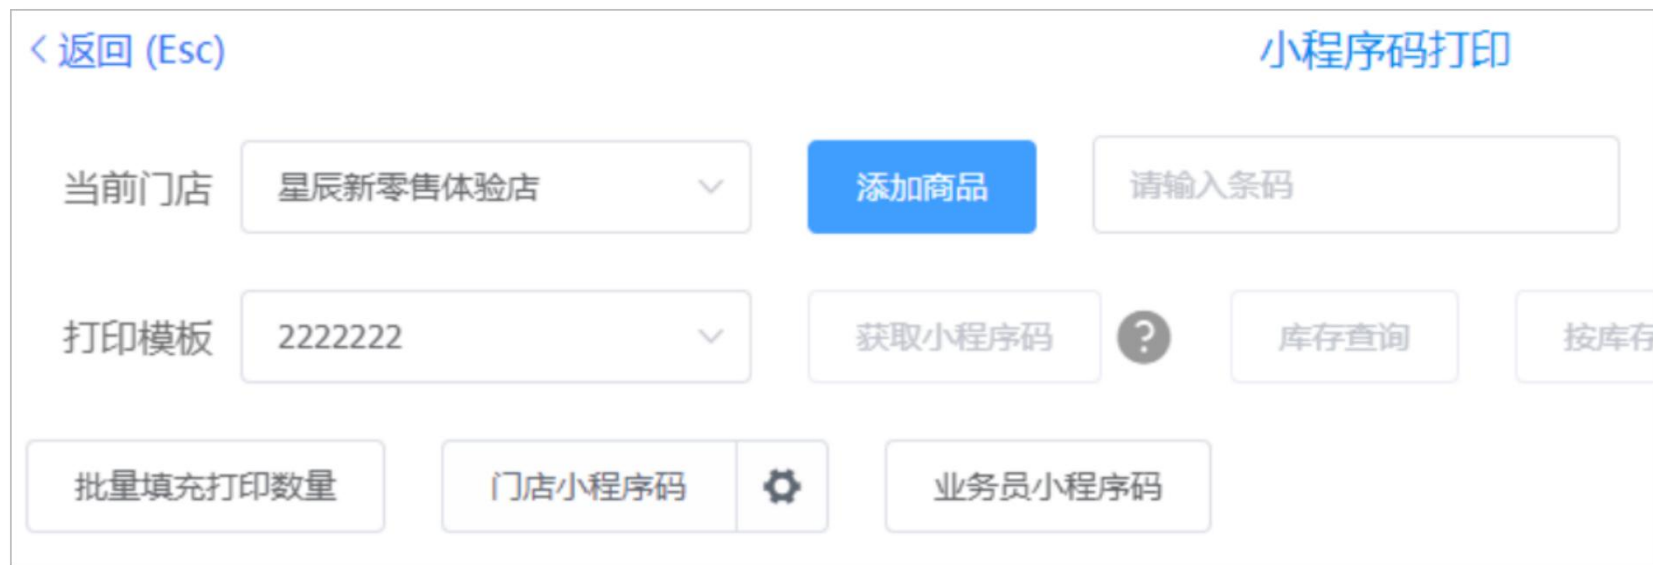 返回 (Esc) 小程序码打印
当前门店 星辰新零售体验店 添加商品 请输入条码
打印模板 2222222 获取小程序码 ? 库存查询 按库存
批量填充打印数量 门店小程序码 业务员小程序码